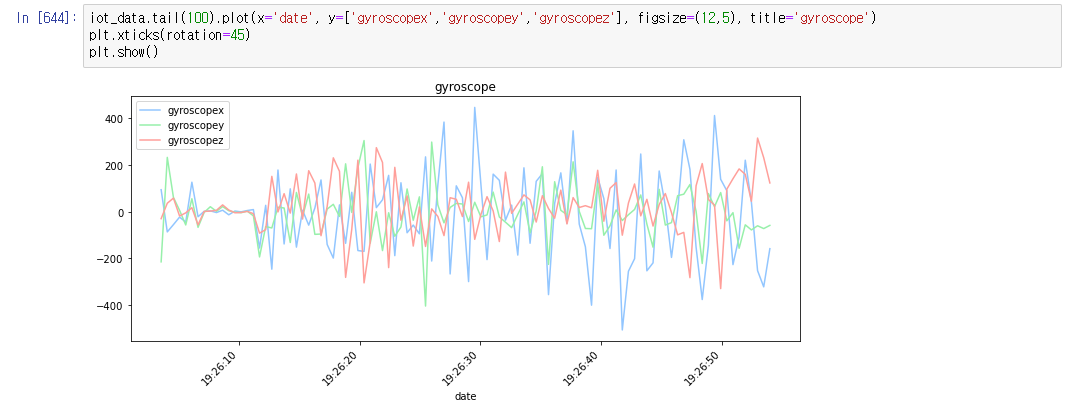 In [644]: iot_data.tail(100).plot(x='date', y=['gyroscopex','gyroscopey','gyroscopez'], figsize=(12,5), title='gyroscope')
plt.xticks(rotation=45)
plt.show()
gyroscope
gyroscopex
gyroscopey
gyroscopez
400
200
0
−200
−400
19:26:10
19:26:20
19:26:30
19:26:40
19:26:50
date